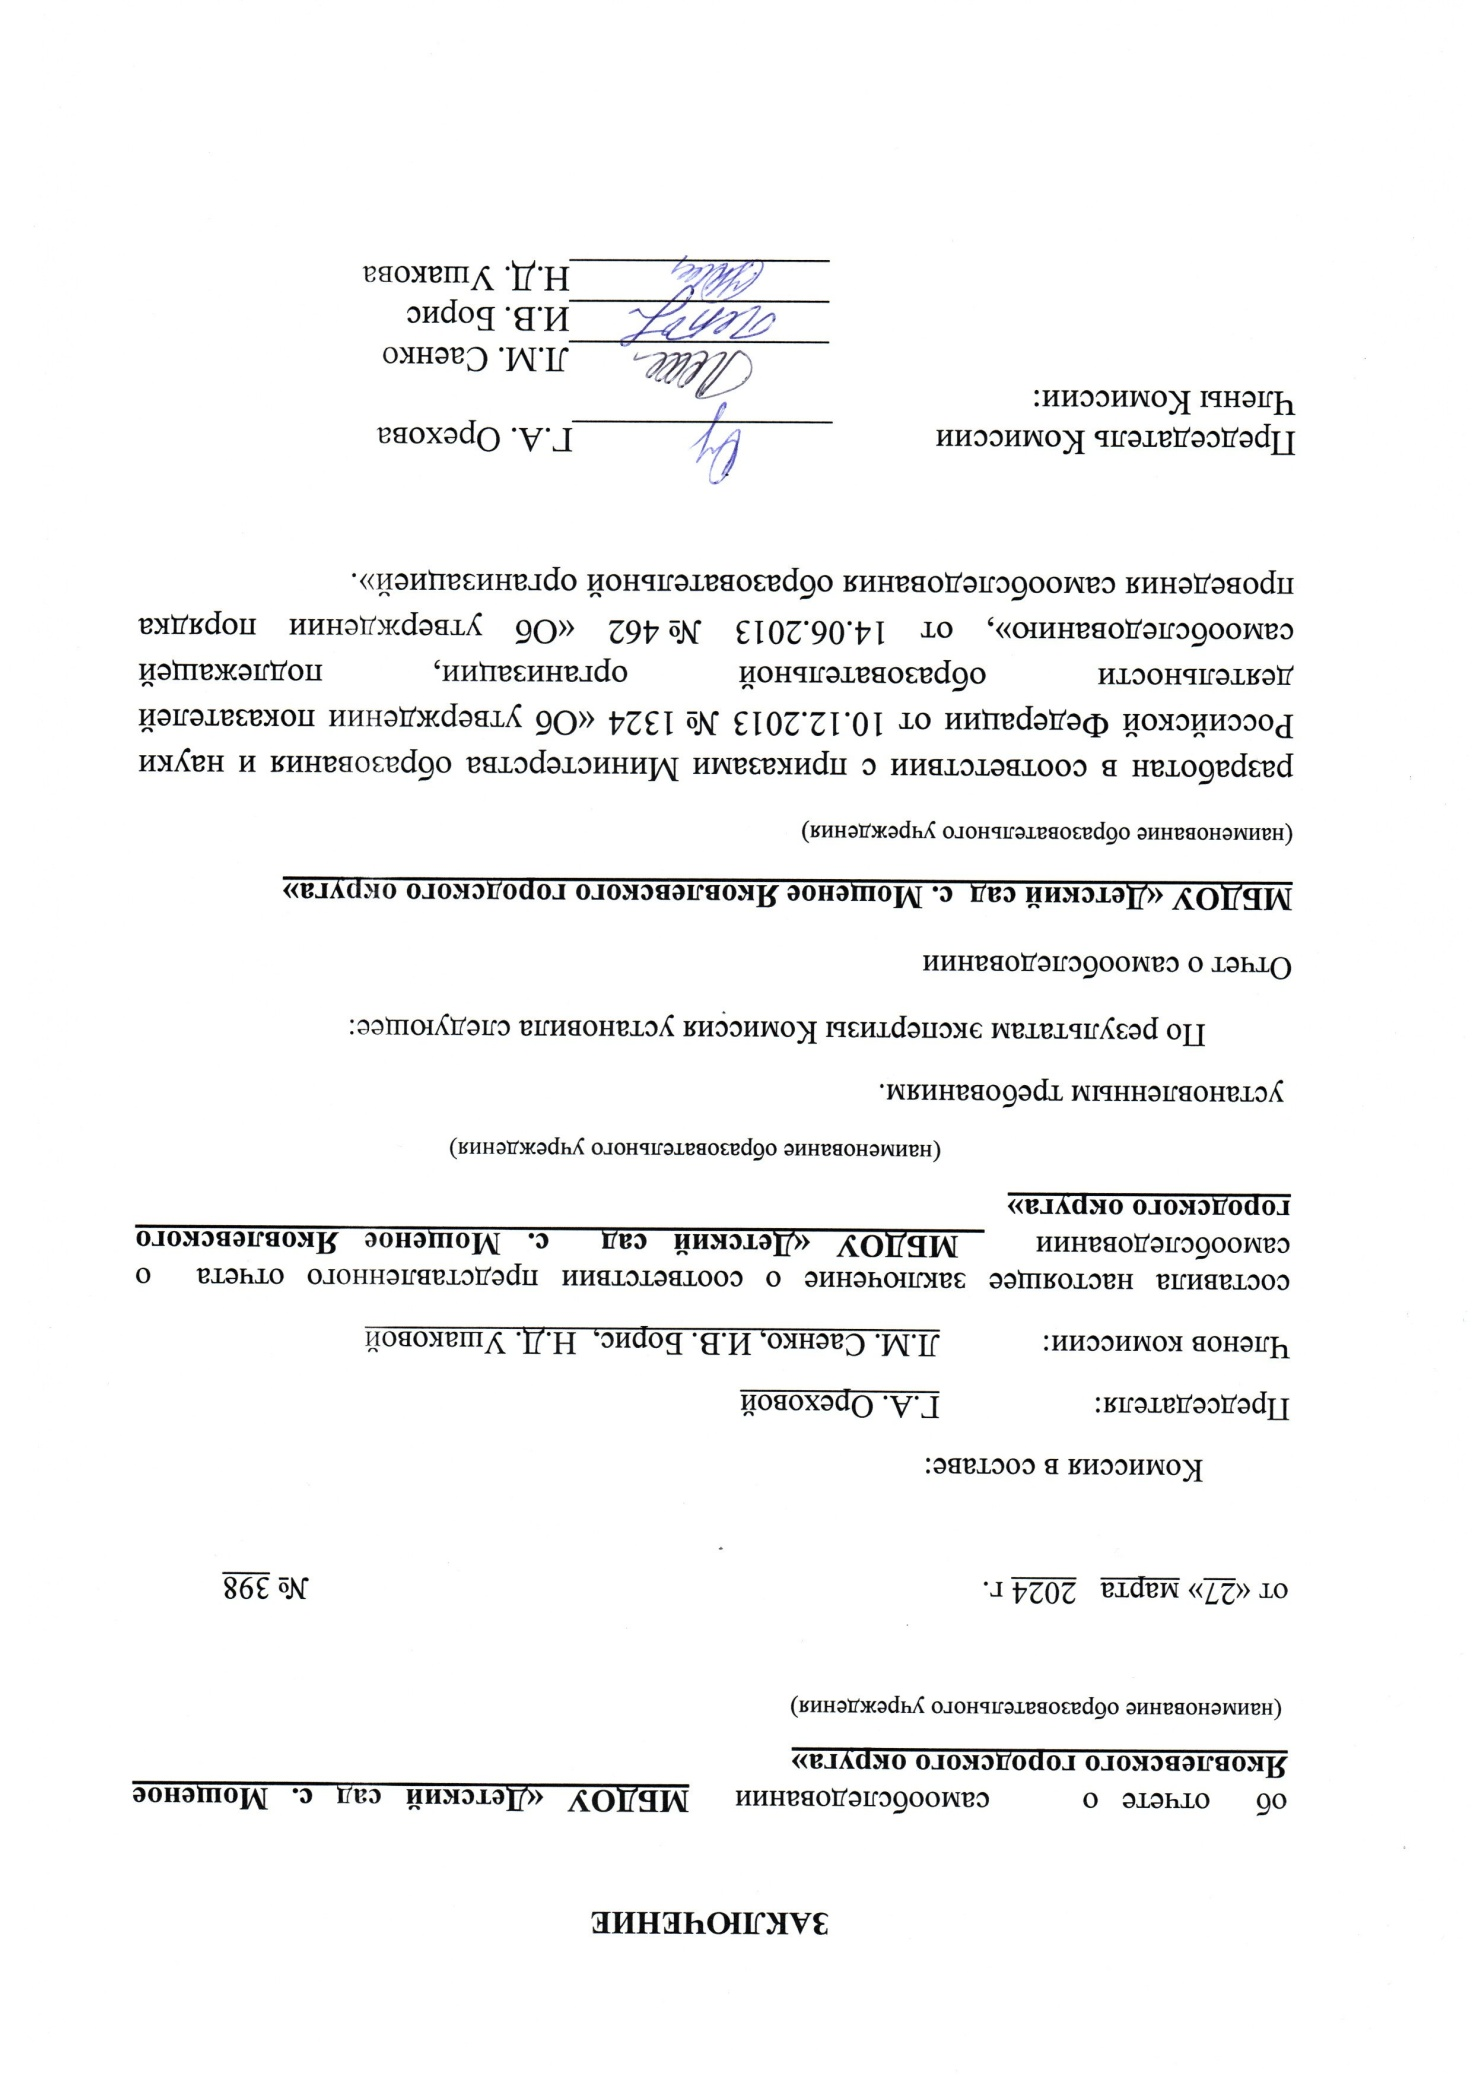 ЗАКЛЮЧЕНИЕ
об отчете о самообследовании МБДОУ «Детский сад с. Мощеное
Яковлевского городского округа»
(наименование образовательного учреждения)
от «27» марта 2024 г. № 398
Комиссия в составе:
Председателя: Г.А. Ореховой
Членов комиссии: Л.М. Саенко, И.В. Борис, Н.Д. Ушаковой
составила настоящее заключение о соответствии представленного отчета о
самообследовании МБДОУ «Детский сад с. Мощеное Яковлевского
городского округа»
(наименование образовательного учреждения)
установленным требованиям.
По результатам экспертизы Комиссия установила следующее:
Отчет о самообследовании
МБДОУ «Детский сад с. Мощеное Яковлевского городского округа»
(наименование образовательного учреждения)
разработан в соответствии с приказами Министерства образования и науки
Российской Федерации от 10.12.2013 № 1324 «Об утверждении показателей
деятельности образовательной организации, подлежащей
самообследованию», от 14.06.2013 № 462 «Об утверждении порядка
проведения самообследования образовательной организацией».
Председатель Комиссии Г.А. Орехова
Члены Комиссии:
Л.М. Саенко
И.В. Борис
Н.Д. Ушакова